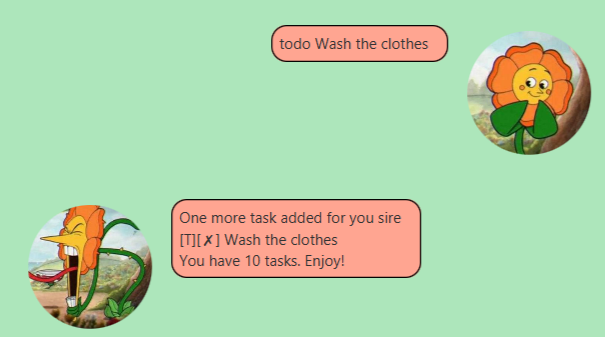 todo Wash the clothes
One more task added for you sire
[T][✗] Wash the clothes
You have 10 tasks. Enjoy!